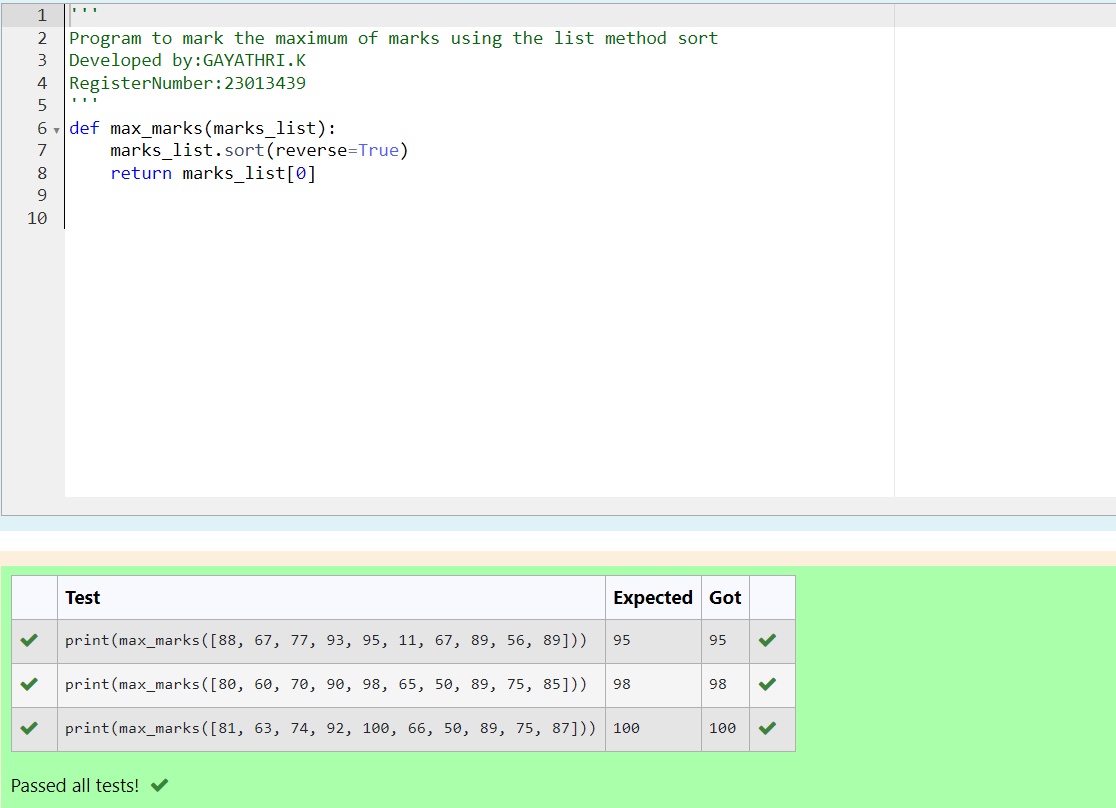 1 '''
2 Program to mark the maximum of marks using the list method sort
3 Developed by:GAYATHRI.K
4 RegisterNumber:23013439
5 '''
6 def max_marks(marks_list):
7     marks_list.sort(reverse=True)
8     return marks_list[0]
9
10
Test Expected Got
print(max_marks([88, 67, 77, 93, 95, 11, 67, 89, 56, 89])) 95 95
print(max_marks([80, 60, 70, 90, 98, 65, 50, 89, 75, 85])) 98 98
print(max_marks([81, 63, 74, 92, 100, 66, 50, 89, 75, 87])) 100 100
Passed all tests!